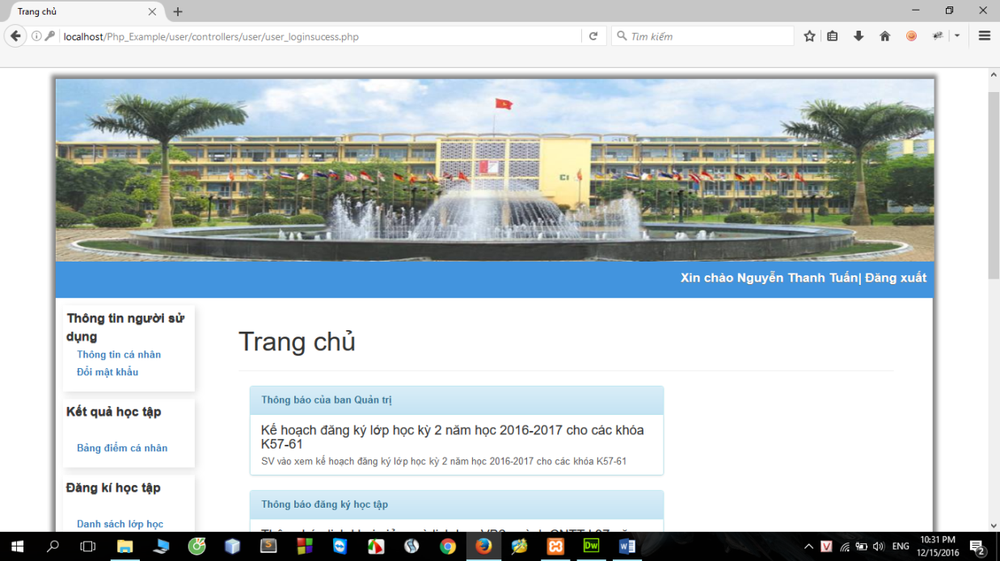 Trang chủ
localhost/Php_Example/user/controllers/user/user_loginsucess.php
Tìm kiếm
C1
Xin chào Nguyễn Thanh Tuấn| Đăng xuất
Thông tin người sử
dụng
Thông tin cá nhân
Đổi mật khẩu
Kết quả học tập
Bảng điểm cá nhân
Đăng kí học tập
Danh sách lớp học
Trang chủ
Thông báo của ban Quản trị
Kế hoạch đăng ký lớp học kỳ 2 năm học 2016-2017 cho các khóa
K57-61
SV vào xem kế hoạch đăng ký lớp học kỳ 2 năm học 2016-2017 cho các khóa K57-61
Thông báo đăng ký học tập
ENG
10:31 PM
12/15/2016
2